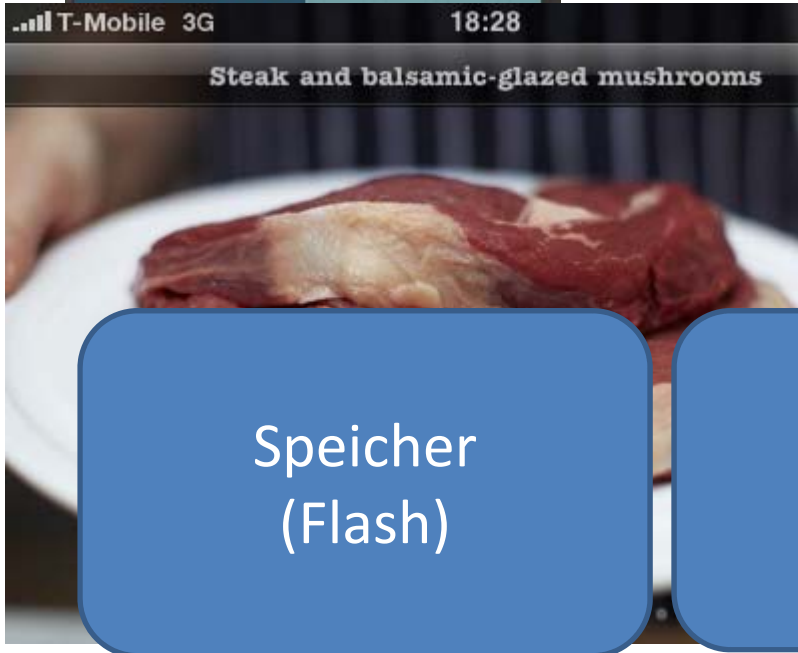 T-Mobile 3G 18:28
Steak and balsamic-glazed mushrooms
Speicher
(Flash)